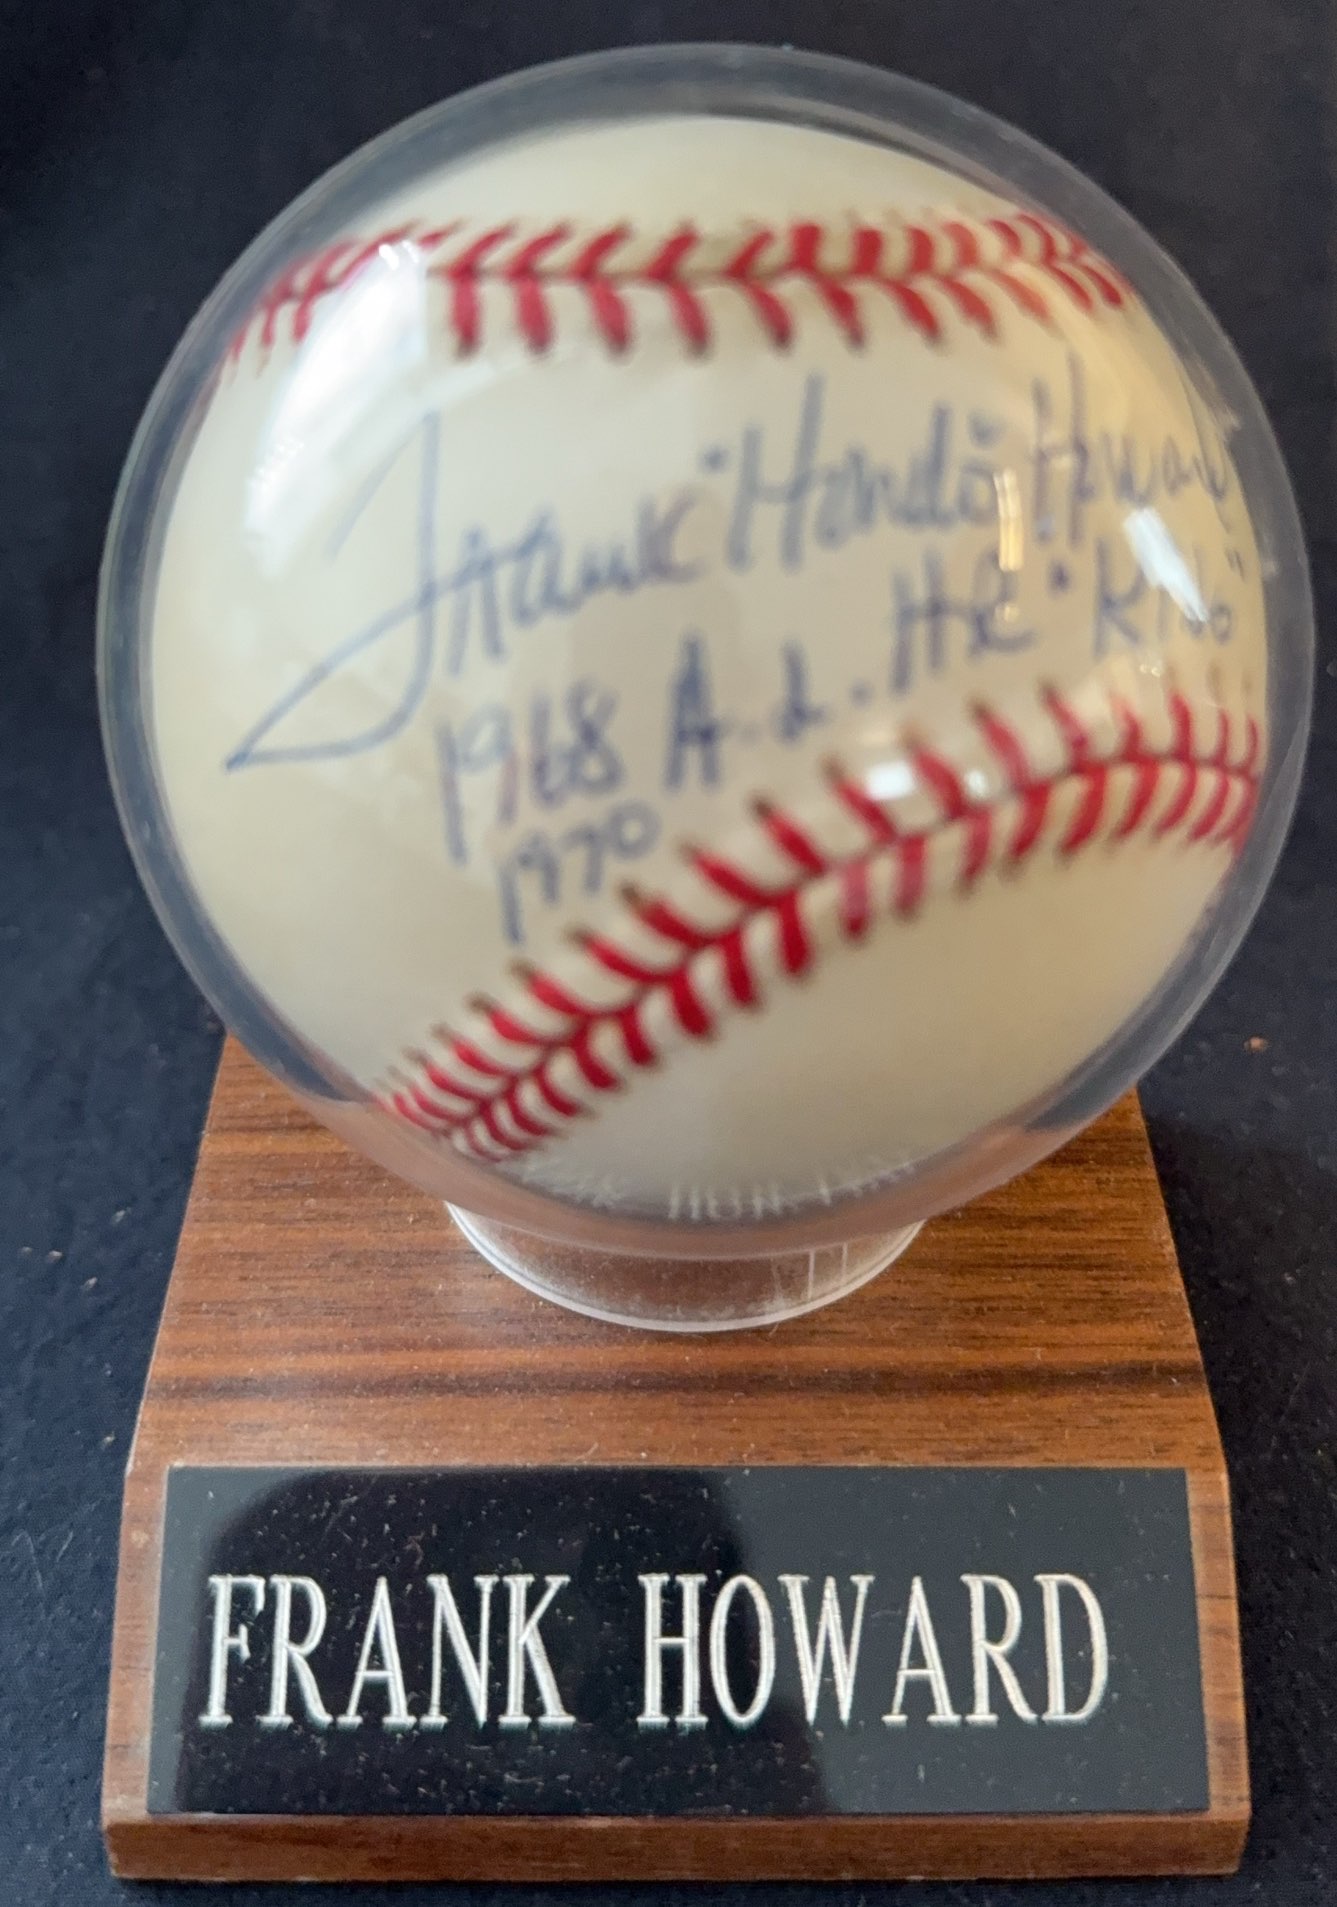 Frank "Hondo" Howard
1968 A.L. HR "King"
1970
FRANK HOWARD